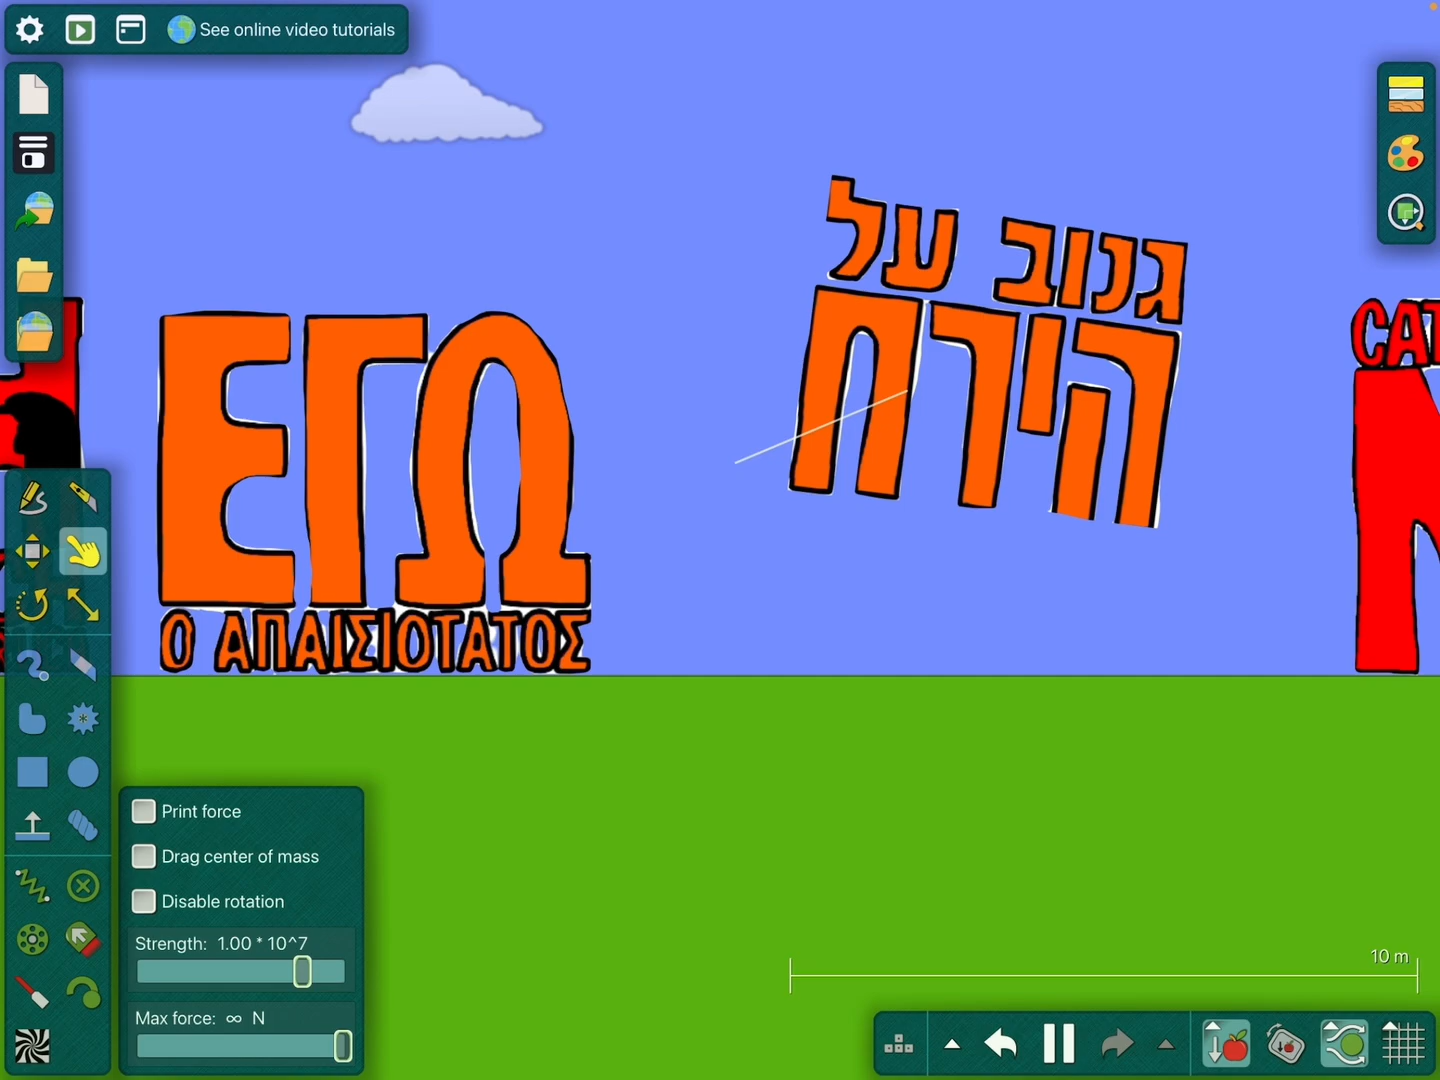 See online video tutorials
גנוב על
הירח
ΕΓΩ
Ο ΑΠΑΙΣΙΟΤΑΤΟΣ
Print force
Drag center of mass
Disable rotation
Strength: 1.00 * 10^7
Max force: ∞ N
10 m